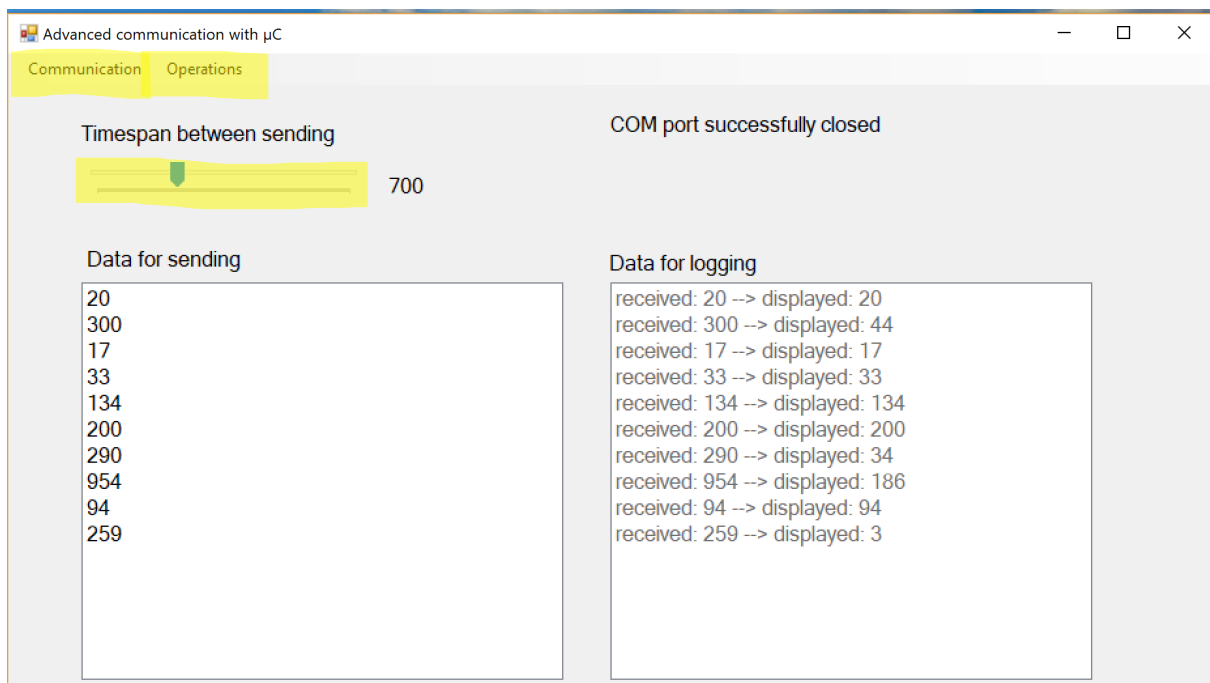 Advanced communication with µC
Communication Operations
Timespan between sending
COM port successfully closed
700
Data for sending
20
300
17
33
134
200
290
954
94
259
Data for logging
received: 20 --> displayed: 20
received: 300 --> displayed: 44
received: 17 --> displayed: 17
received: 33 --> displayed: 33
received: 134 --> displayed: 134
received: 200 --> displayed: 200
received: 290 --> displayed: 34
received: 954 --> displayed: 186
received: 94 --> displayed: 94
received: 259 --> displayed: 3